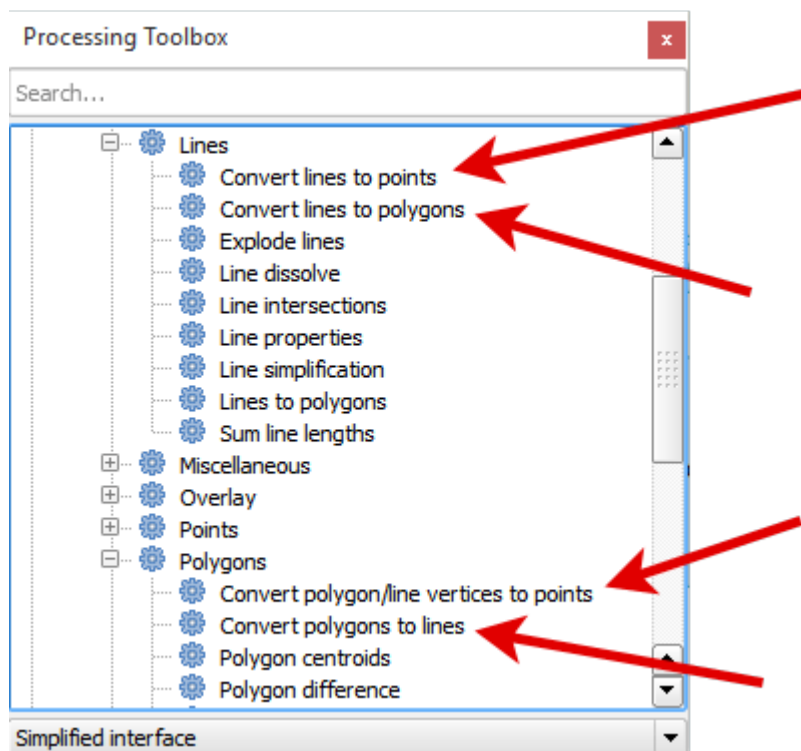 Processing Toolbox
x
Search...
Lines
Convert lines to points
Convert lines to polygons
Explode lines
Line dissolve
Line intersections
Line properties
Line simplification
Lines to polygons
Sum line lengths
Miscellaneous
Overlay
Points
Polygons
Convert polygon/line vertices to points
Convert polygons to lines
Polygon centroids
Polygon difference
Simplified interface